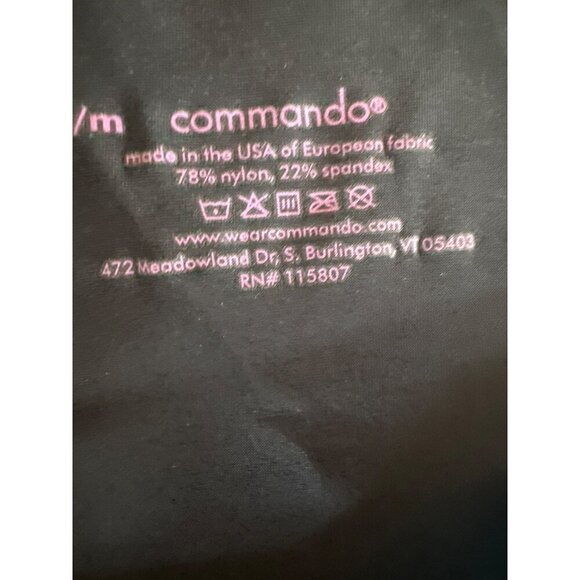 /m commando®
made in the USA of European fabric
78% nylon, 22% spandex
www.wearcommando.com
472 Meadowland Dr, S. Burlington, VT 05403
RN# 115807